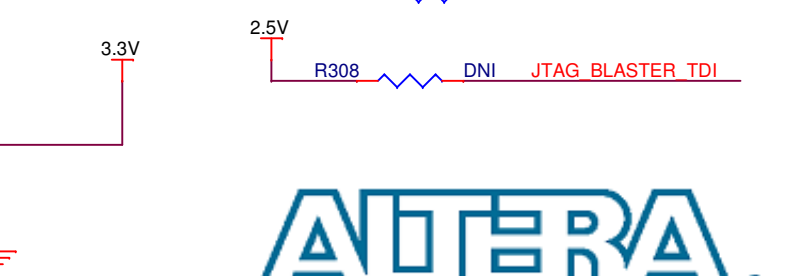 2.5V
3.3V
R308 DNI JTAG_BLASTER_TDI
ALTERA